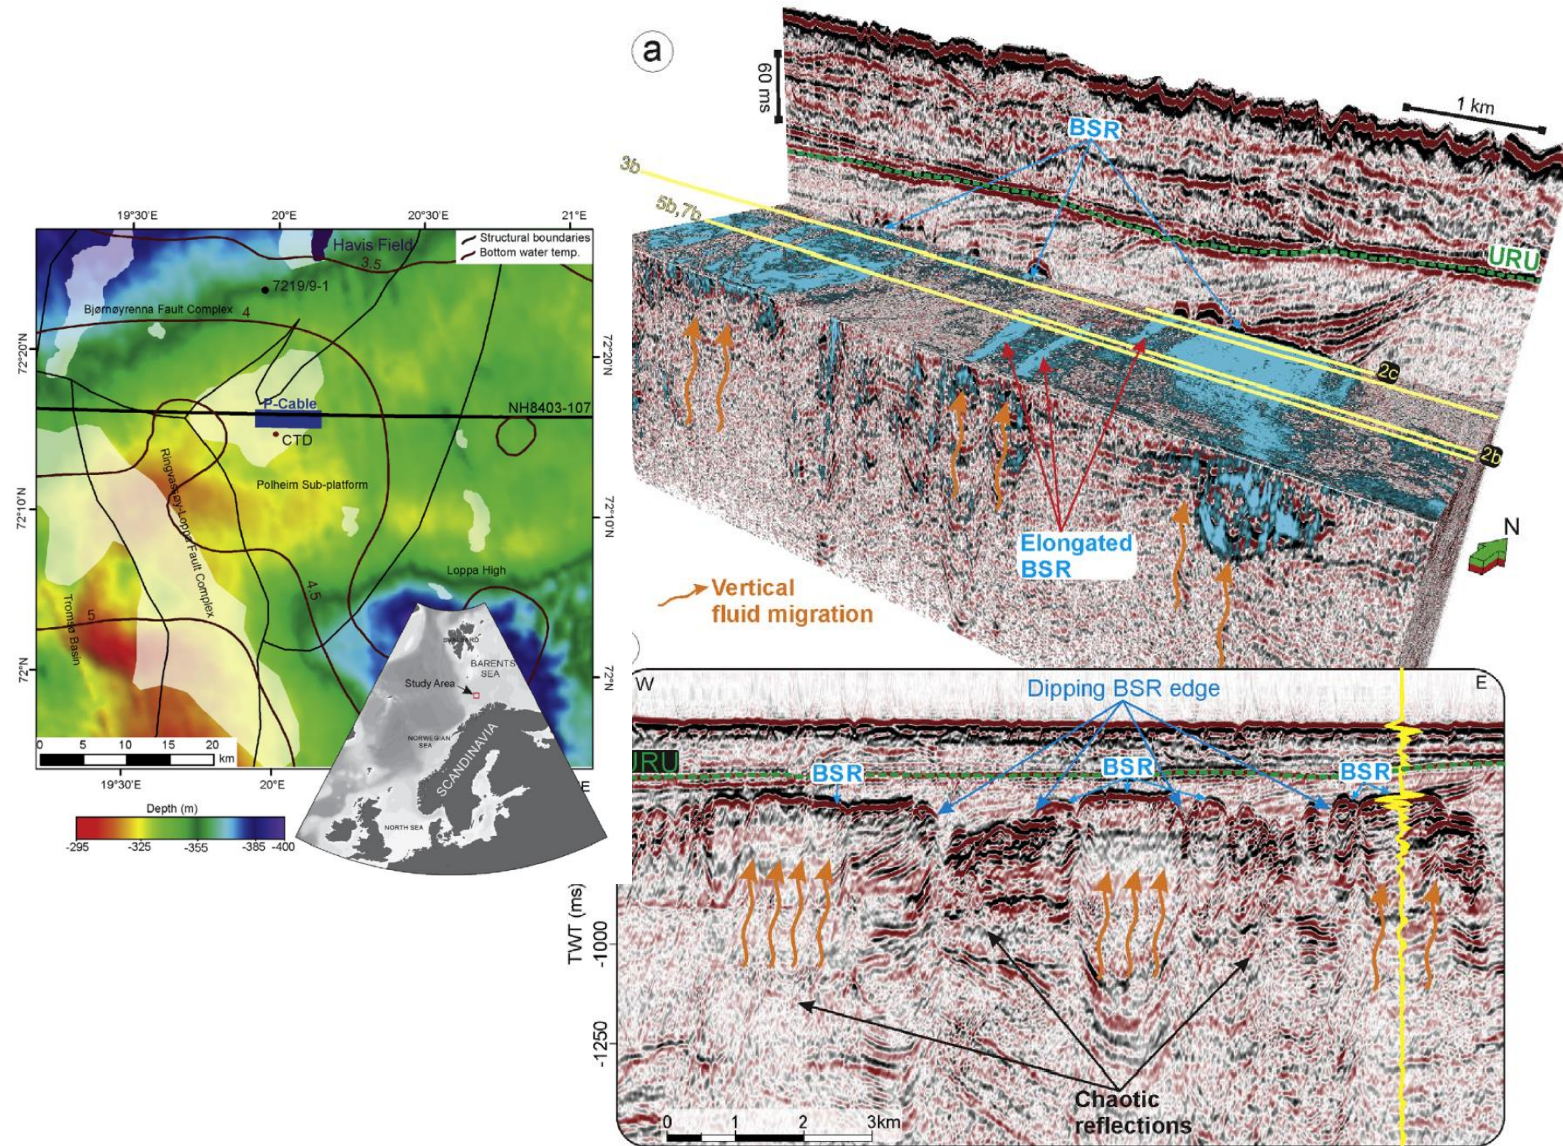 19°30'E
20°E
20°30'E
21°E
Structural boundaries
Bottom water temp.
Havis Field
3.5
7219/9-1
Bjørnøyrenna Fault Complex
4
72°20'N
72°20'N
P-Cable
NH8403-107
CTD
Ringvassøy-Loppa Fault Complex
Polheim Sub-platform
72°10'N
72°10'N
Loppa High
4.5
Tromsø Basin
5
72°N
72°N
0 5 10 15 20
km
19°30'E
20°E
E
Depth (m)
-295 -325 -355 -385 -400
SVALBARD
BARENTS
SEA
Study Area
NORWEGIAN
SEA
SCANDINAVIA
NORTH SEA
a
60 ms
1 km
BSR
3b
5b,7b
URU
2c
2b
Elongated
BSR
N
Vertical
fluid migration
W
Dipping BSR edge
E
URU
BSR
BSR
BSR
TWT (ms)
-1000
-1250
Chaotic
reflections
0 1 2 3km